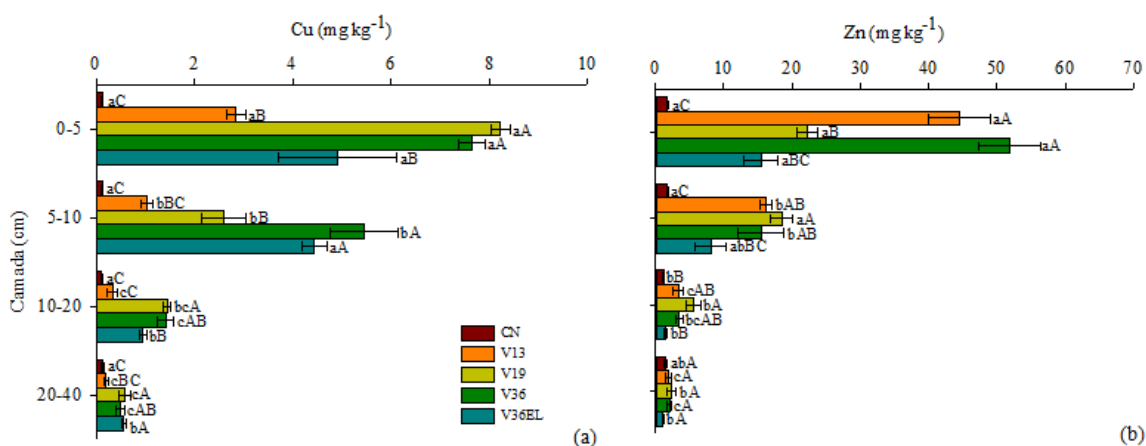 Cu (mg kg-1)
0 2 4 6 8 10
Camada (cm)
0-5
aC
aB
aA
aA
aB
5-10
aC
bBC
bB
bA
aA
10-20
aC
cC
bcA
cAB
bB
20-40
aC
cBC
cA
cAB
bA
CN
V13
V19
V36
V36EL
(a)
Zn (mg kg-1)
0 10 20 30 40 50 60 70
aC
aA
aB
aA
aBC
aC
bAB
aA
bAB
abBC
bB
cAB
bA
bcAB
bB
abA
cA
bA
cA
bA
(b)